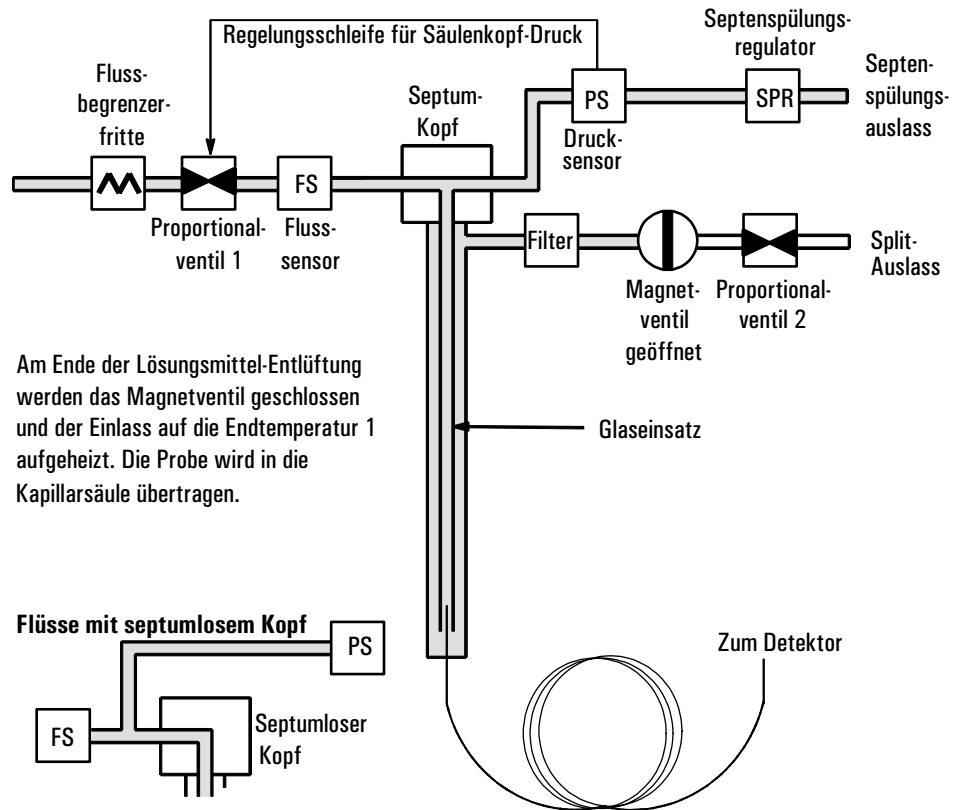 Regelungsschleife für Säulenkopf-Druck
Septenspülungs-
regulator
Fluss-
begrenzer-
fritte
Septum-
Kopf
PS
SPR
Septen-
spülungs-
auslass
Druck-
sensor
FS
Proportional-
ventil 1
Fluss-
sensor
Filter
Split-
Auslass
Magnet-
ventil
geöffnet
Proportional-
ventil 2
Am Ende der Lösungsmittel-Entlüftung
werden das Magnetventil geschlossen
und der Einlass auf die Endtemperatur 1
aufgeheizt. Die Probe wird in die
Kapillarsäule übertragen.
Glaseinsatz
Flüsse mit septumlosem Kopf
PS
Zum Detektor
FS
Septumloser
Kopf